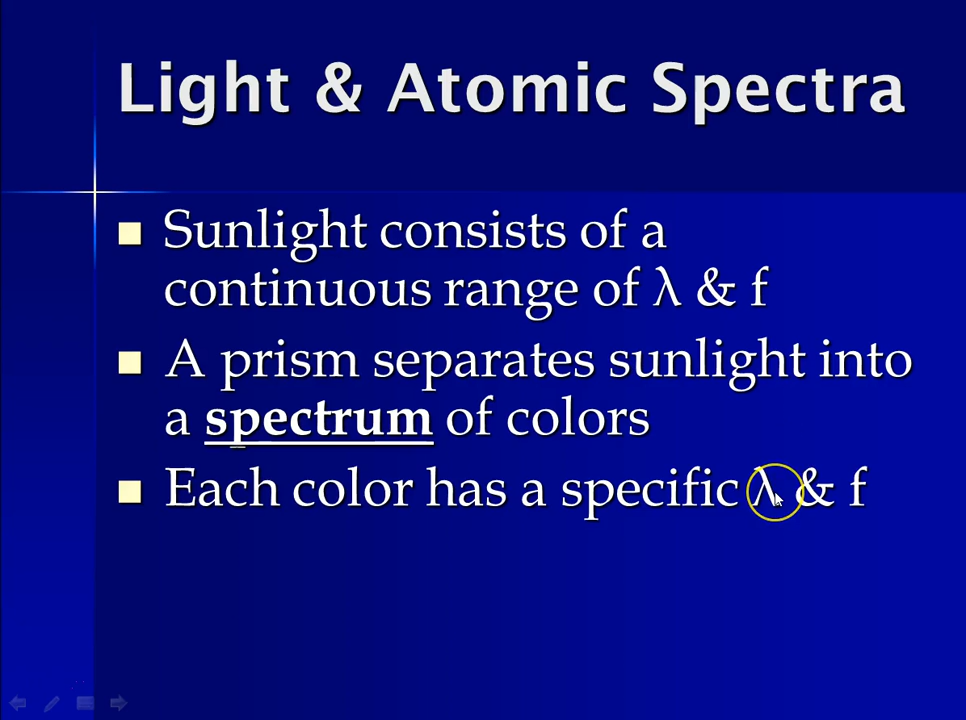 Light & Atomic Spectra
Sunlight consists of a
continuous range of λ & f
A prism separates sunlight into
a spectrum of colors
Each color has a specific λ & f